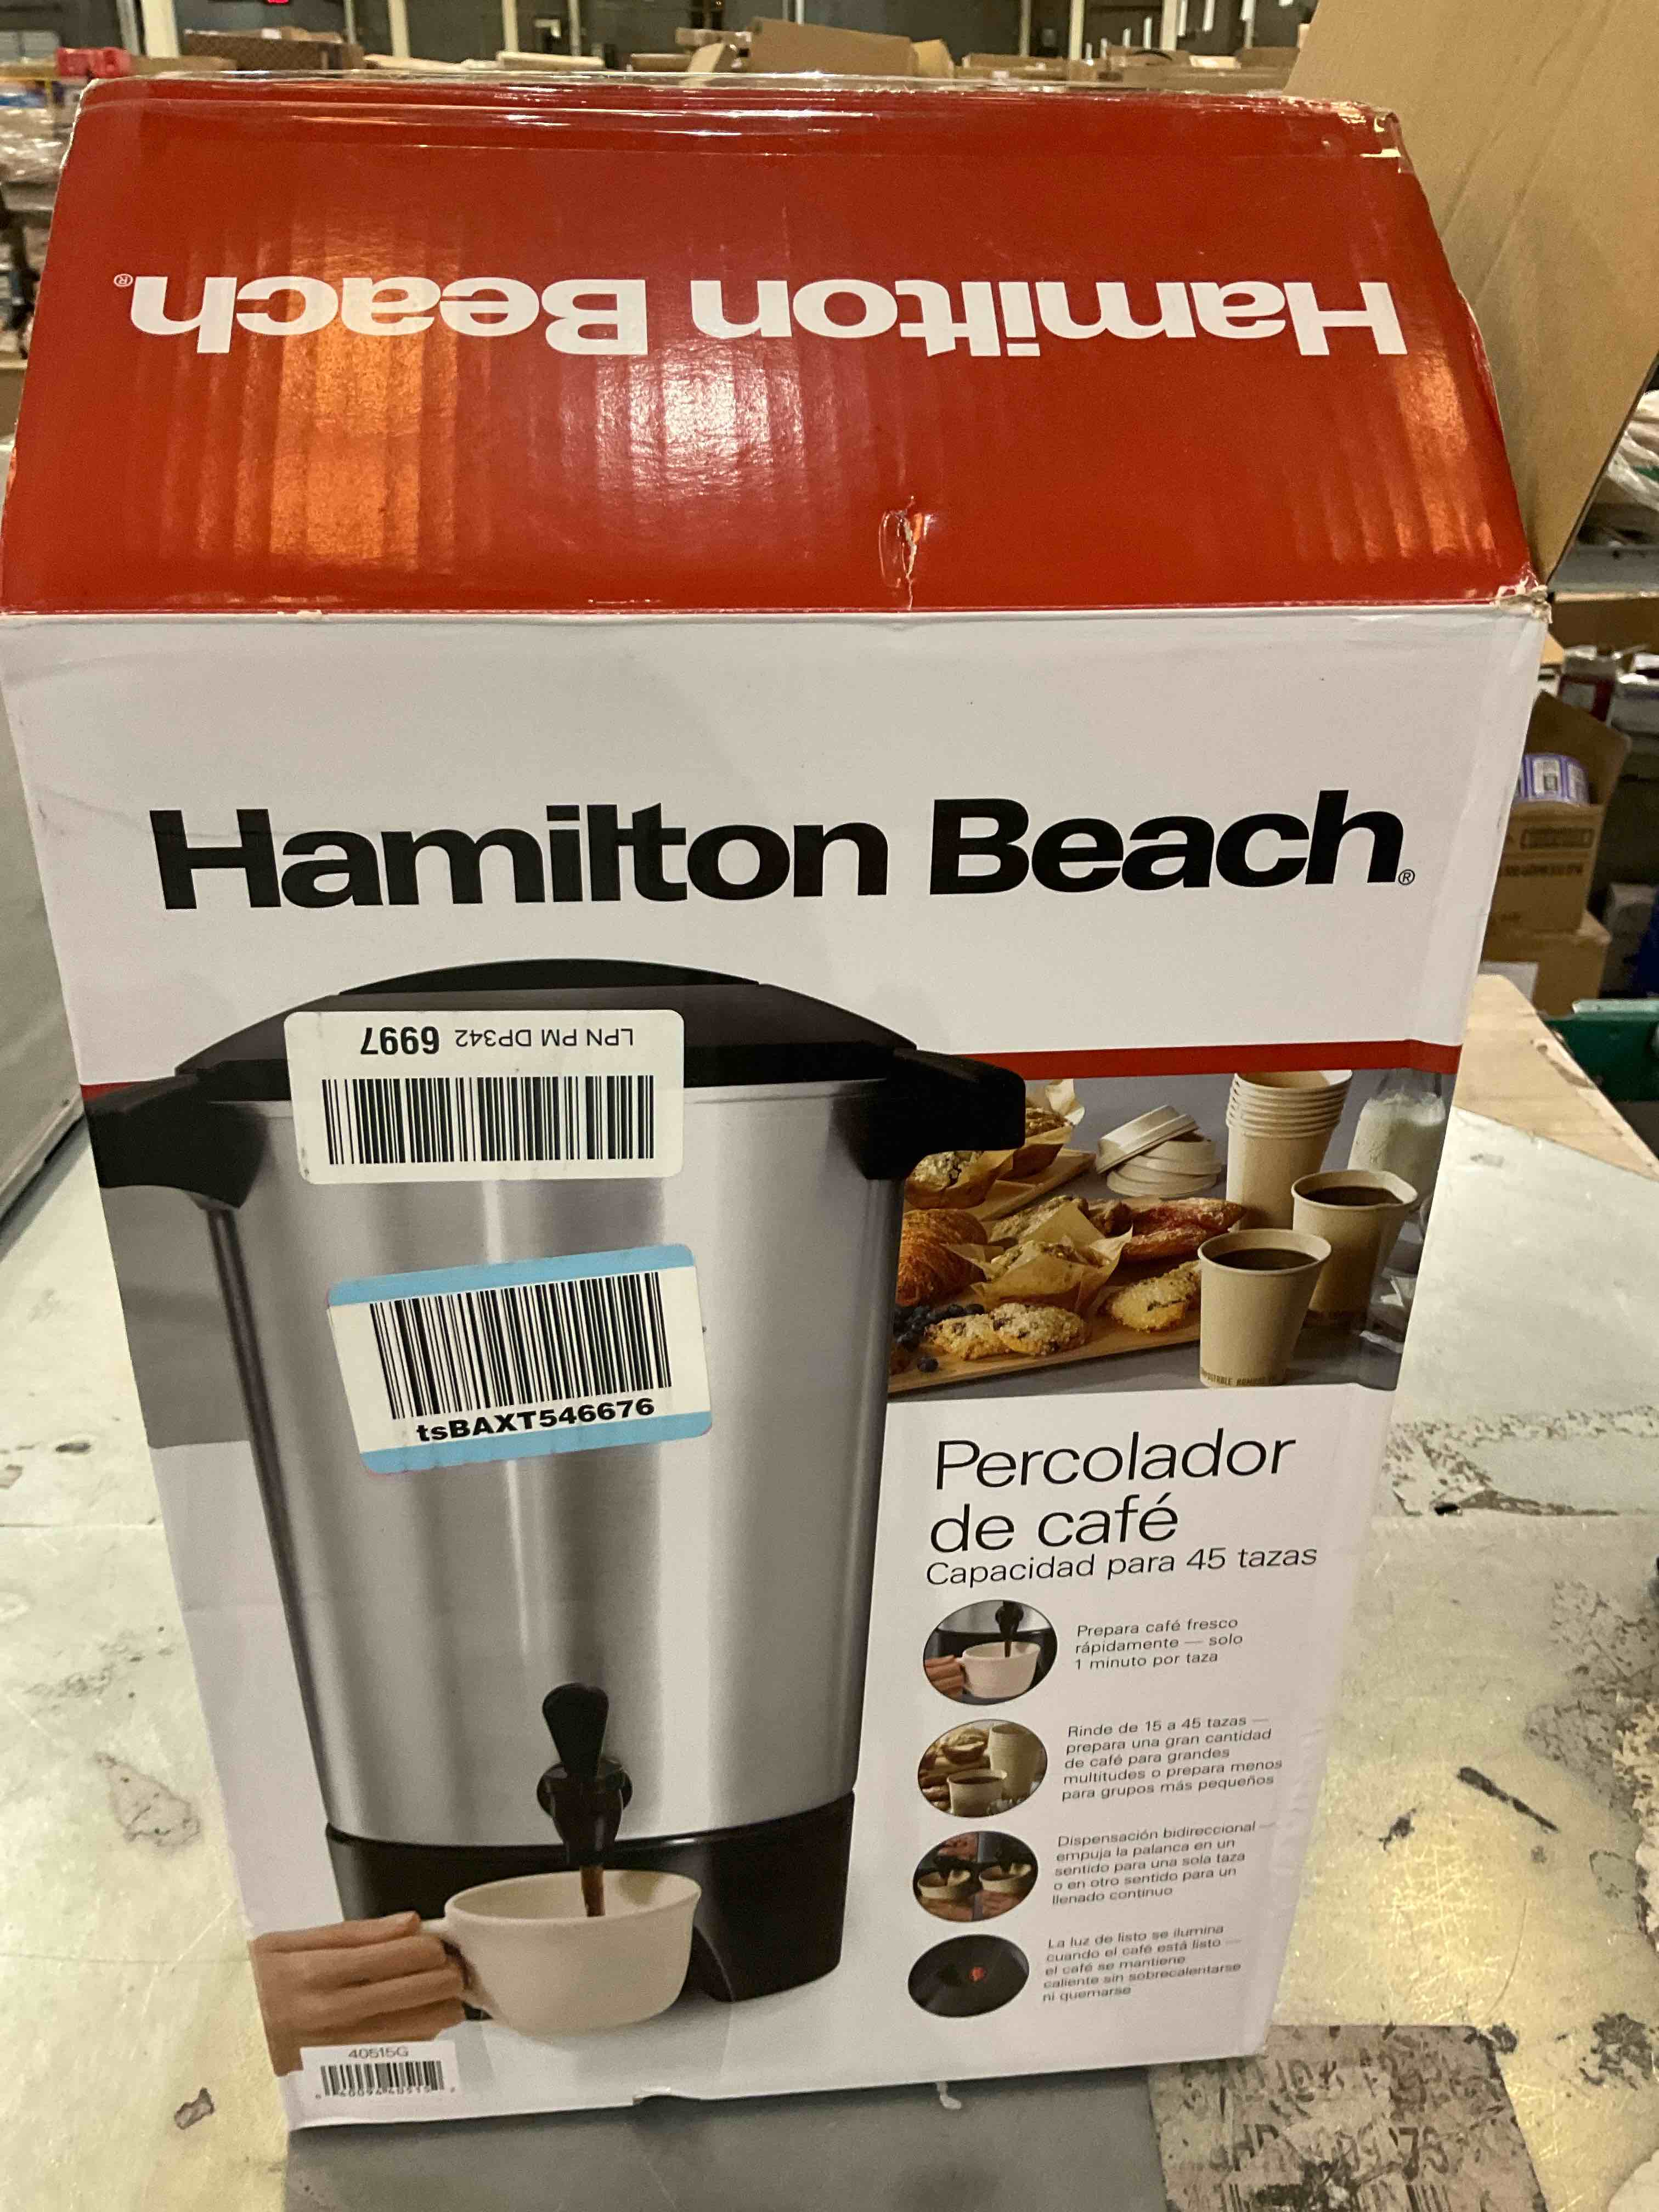 Hamilton Beach®
Hamilton Beach®
LPN PM DP342 6997
tsBAXT546676
Percolador
de café
Capacidad para 45 tazas
Prepara café fresco
rápidamente — solo
1 minuto por taza
Rinde de 15 a 45 tazas —
prepara una gran cantidad
de café para grandes
multitudes o prepara menos
para grupos más pequeños
Dispensación bidireccional —
empuja la palanca en un
sentido para una sola taza
o en otro sentido para un
llenado continuo
La luz de listo se ilumina
cuando el café está listo —
el café se mantiene
caliente sin sobrecalentarse
ni quemarse
40515G